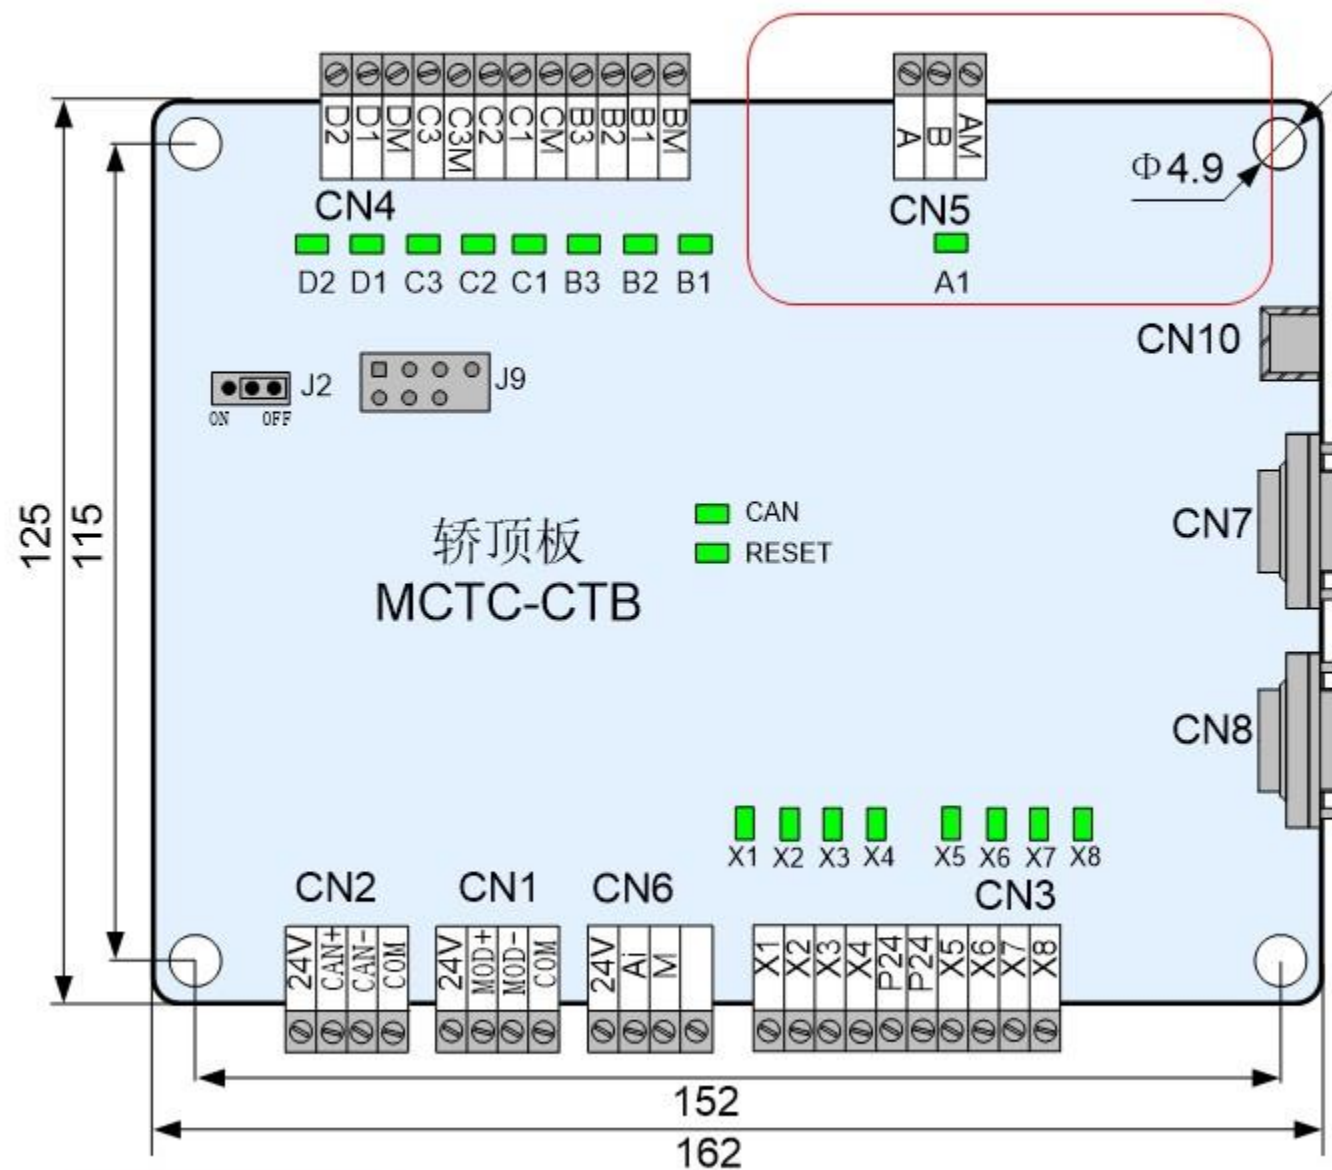 D2 D1 DM C3 C3M C2 C1 CM B3 B2 B1 BM
A B AM
Φ4.9
CN4
CN5
D2 D1 C3 C2 C1 B3 B2 B1
A1
CN10
J2
J9
ON OFF
125
115
CAN
CN7
轿顶板
RESET
MCTC-CTB
CN8
X1 X2 X3 X4 X5 X6 X7 X8
CN2 CN1 CN6 CN3
24V CAN+ CAN- COM
24V MOD+ MOD- COM
24V Ai M
X1 X2 X3 X4 P24 P24 X5 X6 X7 X8
152
162